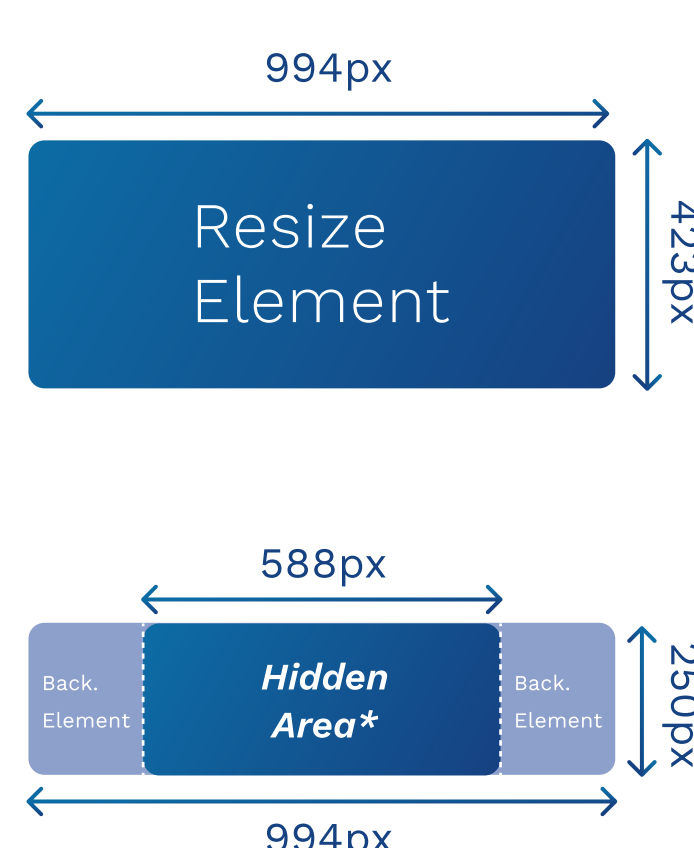 994px
Resize
Element
423px
588px
Hidden
Area*
Back.
Element
Back.
Element
250px
994px